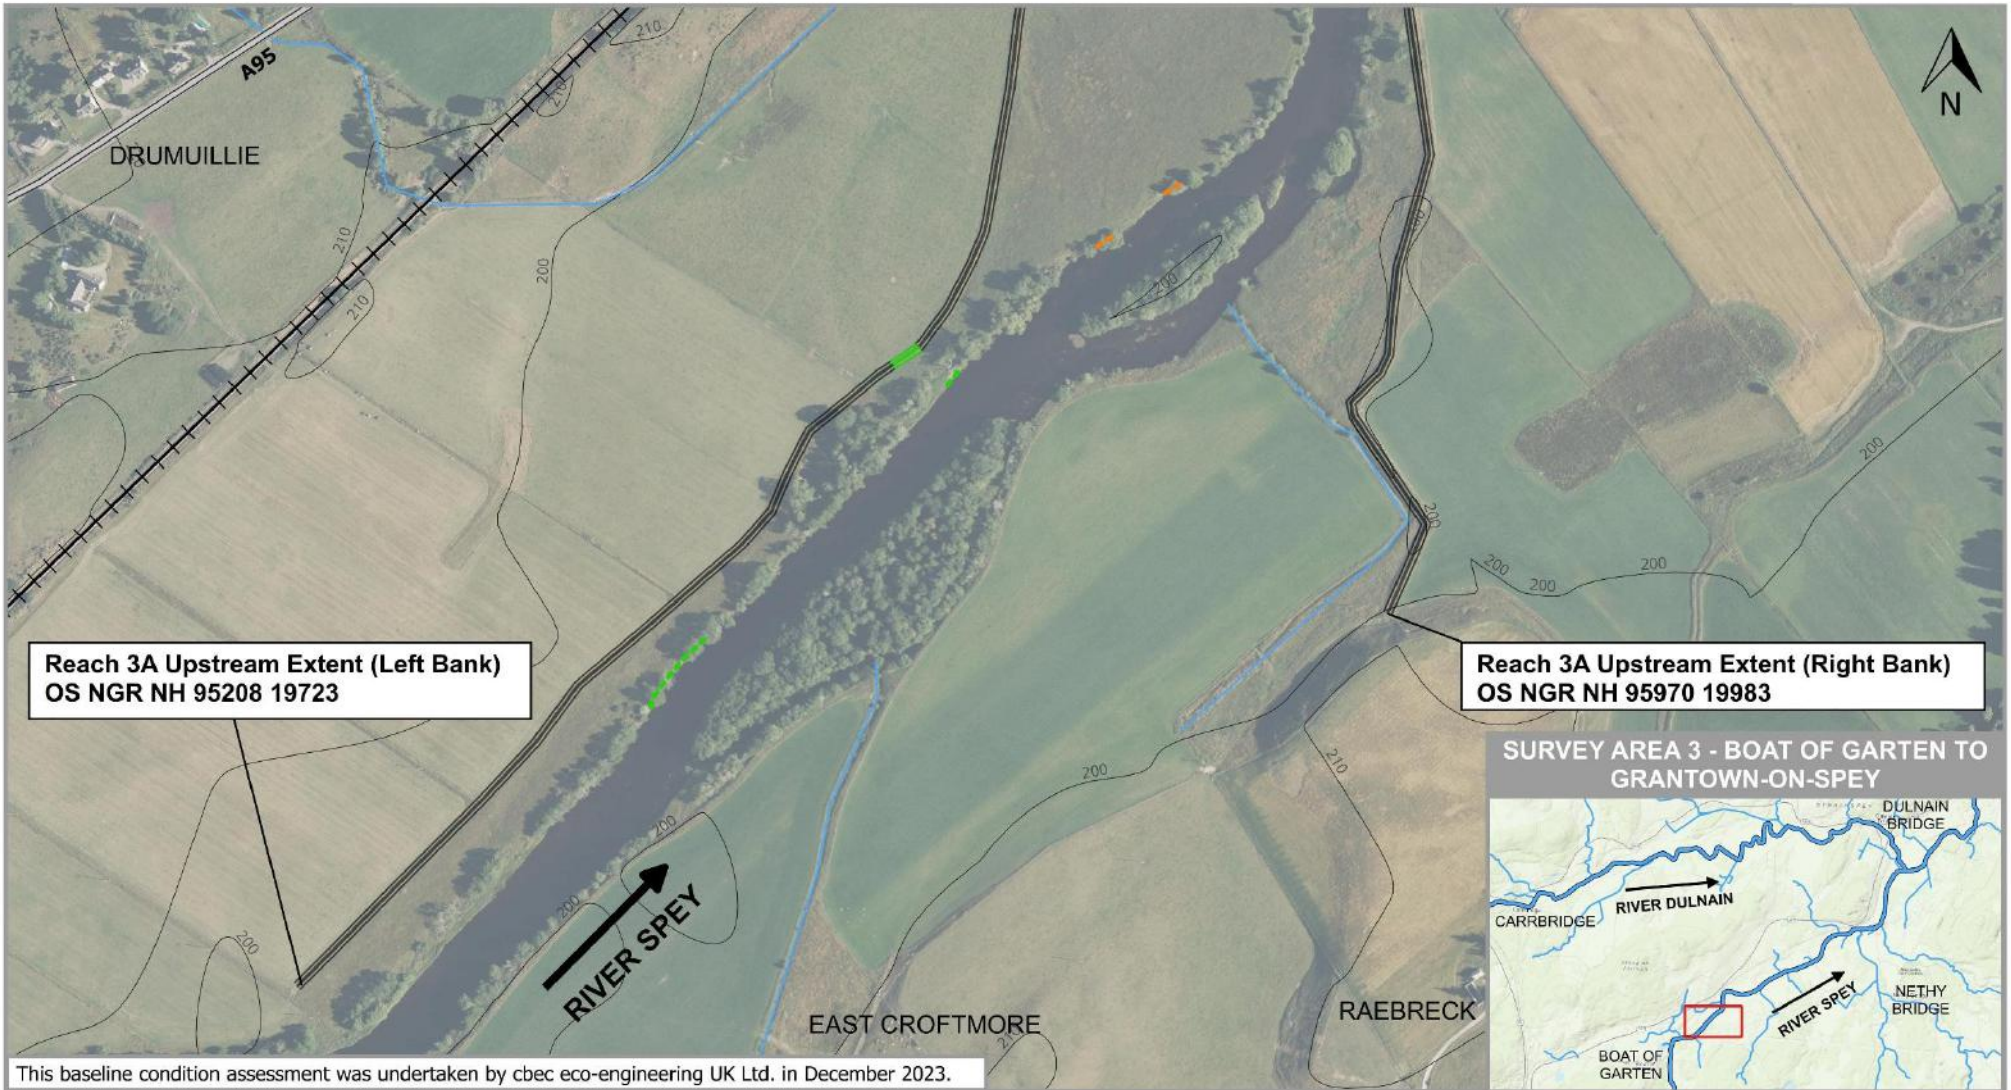 A95
210
N
DRUMUILLIE
210
210
200
210
200
200
200
200
200
200
200
Reach 3A Upstream Extent (Left Bank)
OS NGR NH 95208 19723
Reach 3A Upstream Extent (Right Bank)
OS NGR NH 95970 19983
200
210
200
200
200
RIVER SPEY
EAST CROFTMORE
RAEBRECK
210
SURVEY AREA 3 - BOAT OF GARTEN TO
GRANTOWN-ON-SPEY
DULNAIN
BRIDGE
RIVER DULNAIN
CARRBRIDGE
NETHY
BRIDGE
RIVER SPEY
BOAT OF
GARTEN
This baseline condition assessment was undertaken by cbec eco-engineering UK Ltd. in December 2023.